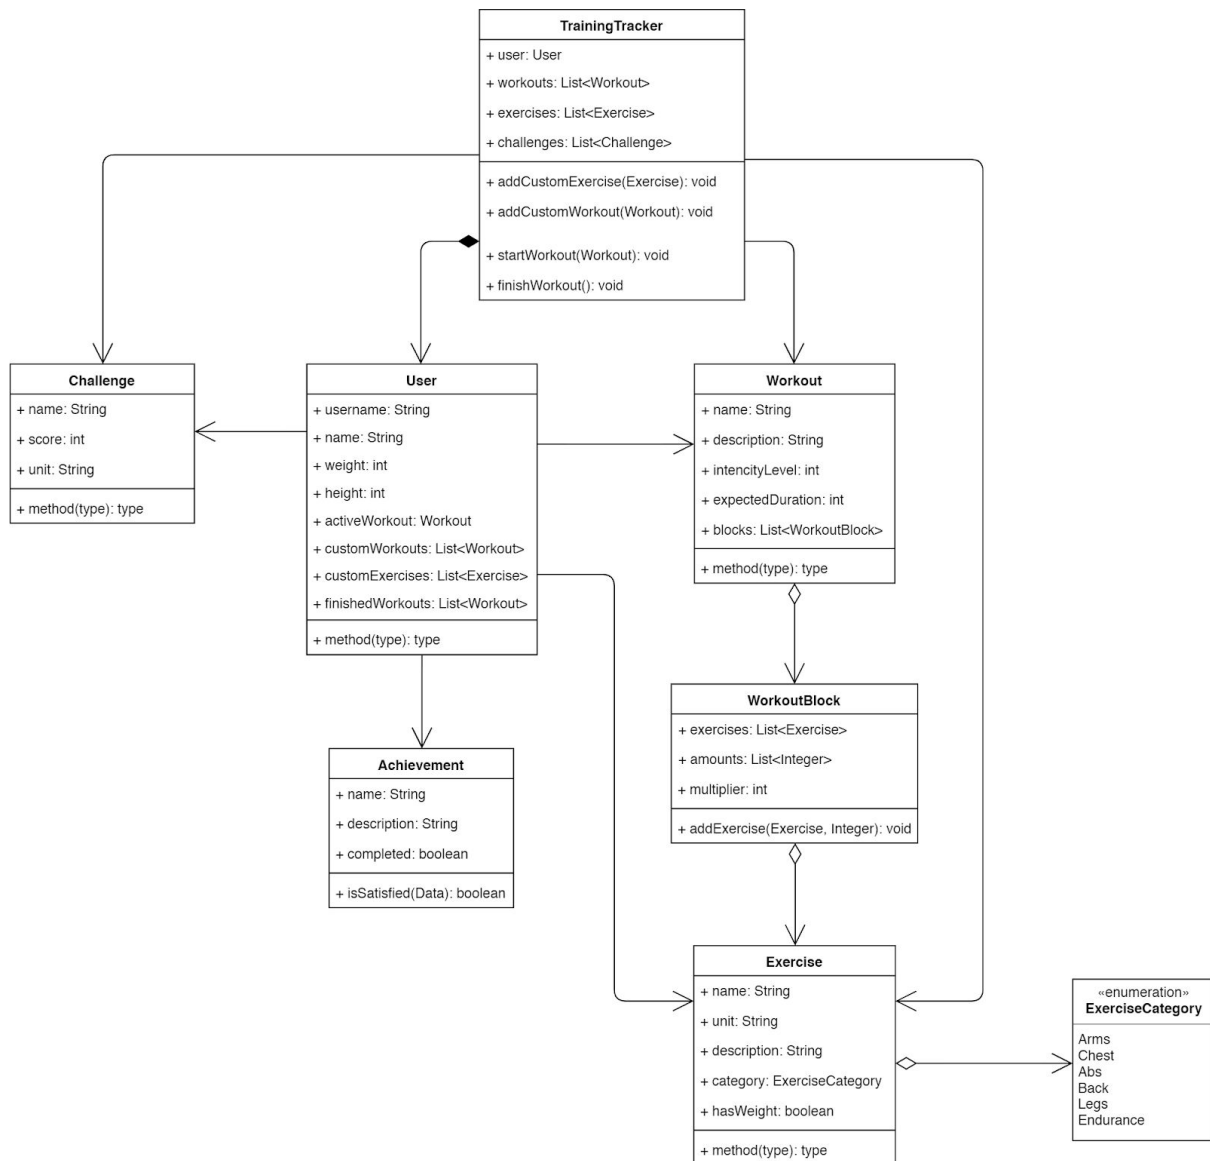 TrainingTracker
+ user: User
+ workouts: List<Workout>
+ exercises: List<Exercise>
+ challenges: List<Challenge>
+ addCustomExercise(Exercise): void
+ addCustomWorkout(Workout): void
+ startWorkout(Workout): void
+ finishWorkout(): void
Challenge
+ name: String
+ score: int
+ unit: String
+ method(type): type
User
+ username: String
+ name: String
+ weight: int
+ height: int
+ activeWorkout: Workout
+ customWorkouts: List<Workout>
+ customExercises: List<Exercise>
+ finishedWorkouts: List<Workout>
+ method(type): type
Workout
+ name: String
+ description: String
+ intencityLevel: int
+ expectedDuration: int
+ blocks: List<WorkoutBlock>
+ method(type): type
WorkoutBlock
+ exercises: List<Exercise>
+ amounts: List<Integer>
+ multiplier: int
+ addExercise(Exercise, Integer): void
Achievement
+ name: String
+ description: String
+ completed: boolean
+ isSatisfied(Data): boolean
Exercise
+ name: String
+ unit: String
+ description: String
+ category: ExerciseCategory
+ hasWeight: boolean
+ method(type): type
«enumeration»
ExerciseCategory
Arms
Chest
Abs
Back
Legs
Endurance